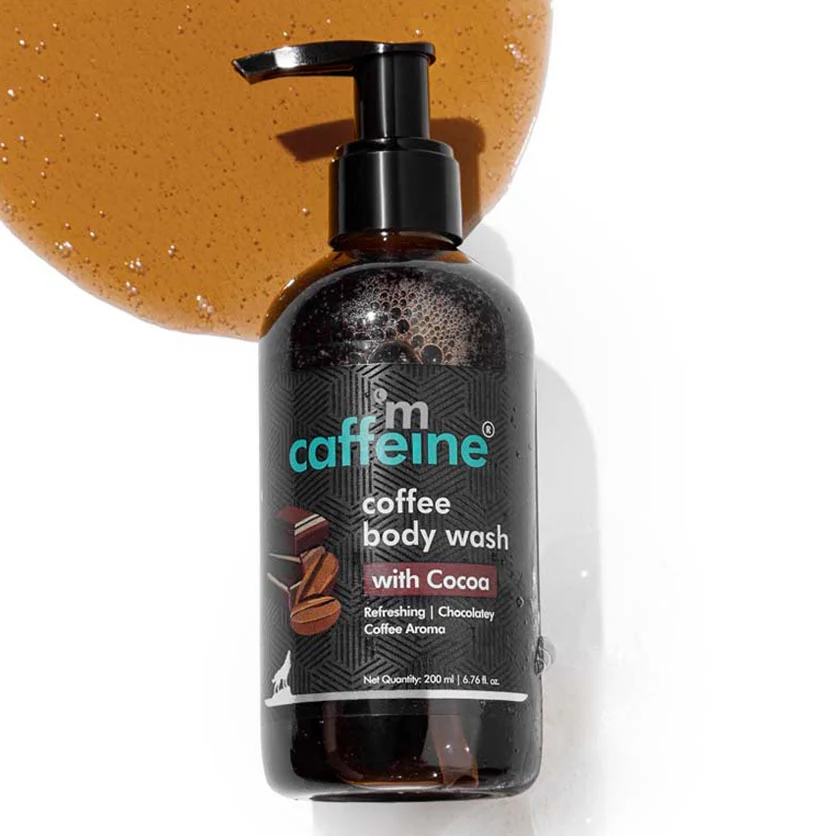 i'm
caffeine®
coffee
body wash
with Cocoa
Refreshing | Chocolatey
Coffee Aroma
Net Quantity: 200 ml | 6.76 fl. oz.